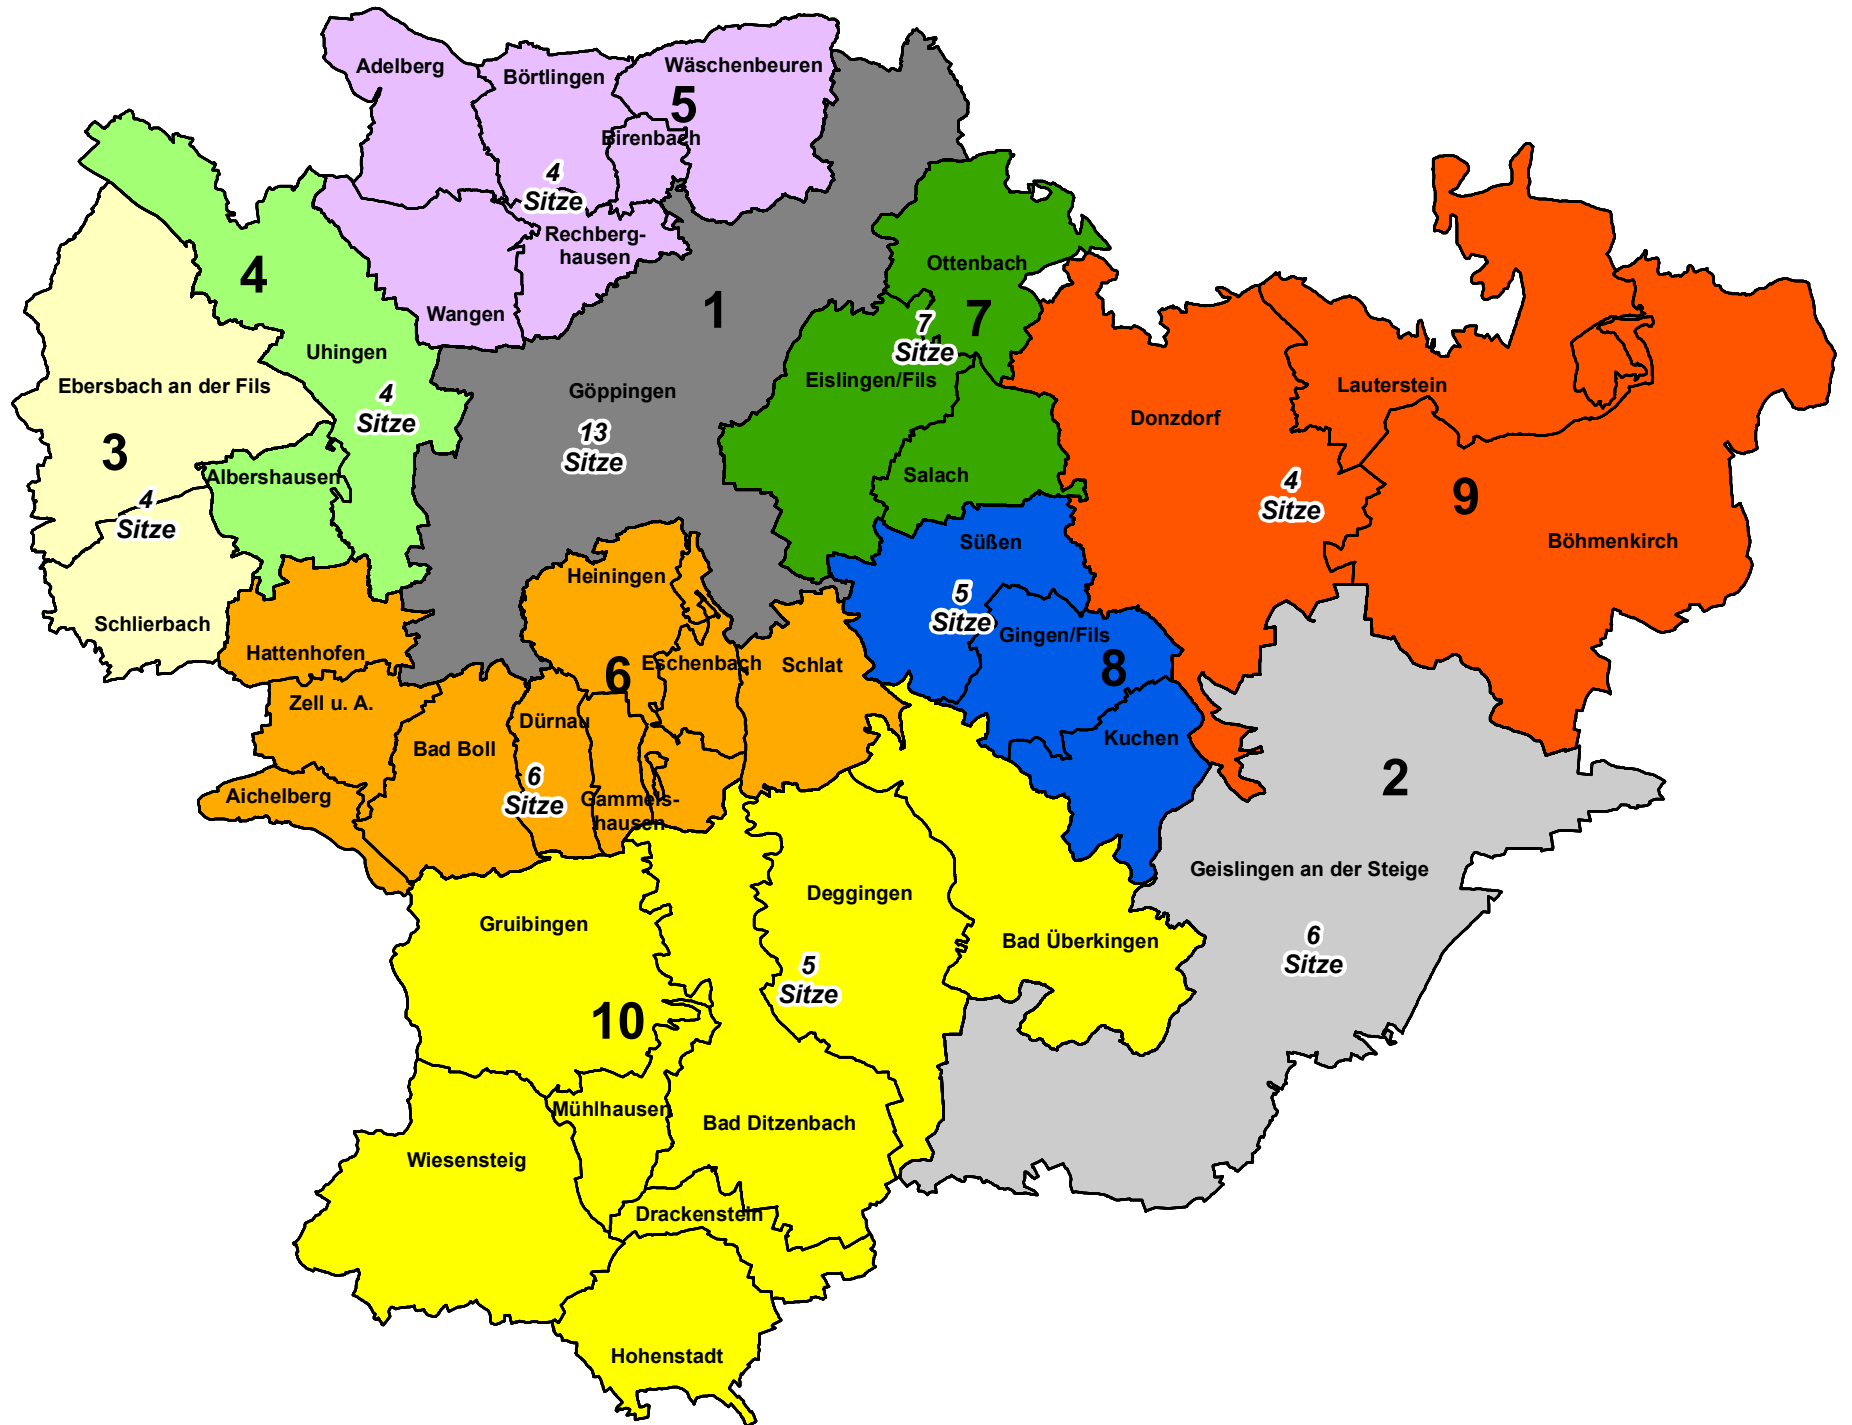 Adelberg
Börtlingen
Wäschenbeuren
5
Birenbach
4
Sitze
Rechberg-
hausen
Wangen
4
Uhingen
4
Sitze
Albershausen
Ebersbach an der Fils
3
4
Sitze
Schlierbach
1
Göppingen
13
Sitze
Ottenbach
7
7
Sitze
Eislingen/Fils
Salach
Donzdorf
Lauterstein
4
Sitze
9
Böhmenkirch
Süßen
5
Sitze
Gingen/Fils
8
Kuchen
Heiningen
Hattenhofen
6
Eschenbach
Schlat
Zell u. A.
Dürnau
Bad Boll
6
Sitze
Aichelberg
Gammels-
hausen
2
Geislingen an der Steige
6
Sitze
Deggingen
Gruibingen
Bad Überkingen
5
Sitze
10
Mühlhausen
Bad Ditzenbach
Wiesensteig
Drackenstein
Hohenstadt